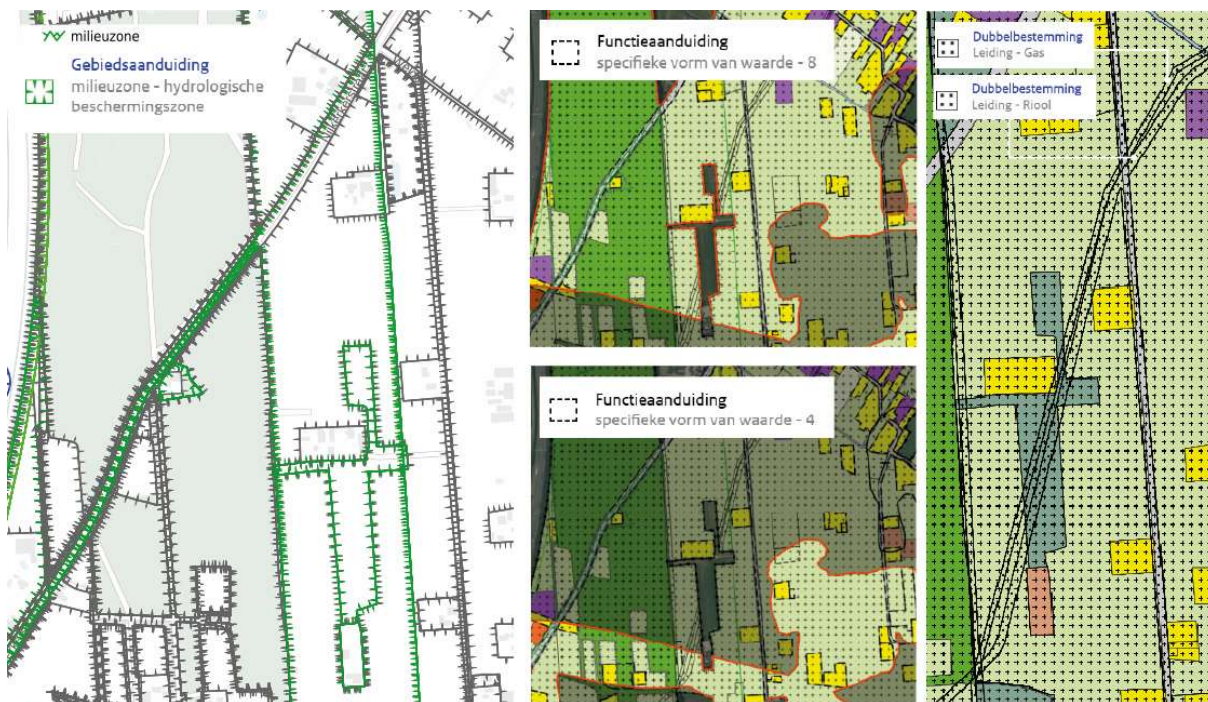 milieuzone
Gebiedsaanduiding
milieuzone - hydrologische
beschermingszone
Functieaanduiding
specifieke vorm van waarde - 8
Functieaanduiding
specifieke vorm van waarde - 4
Dubbelbestemming
Leiding - Gas
Dubbelbestemming
Leiding - Riool